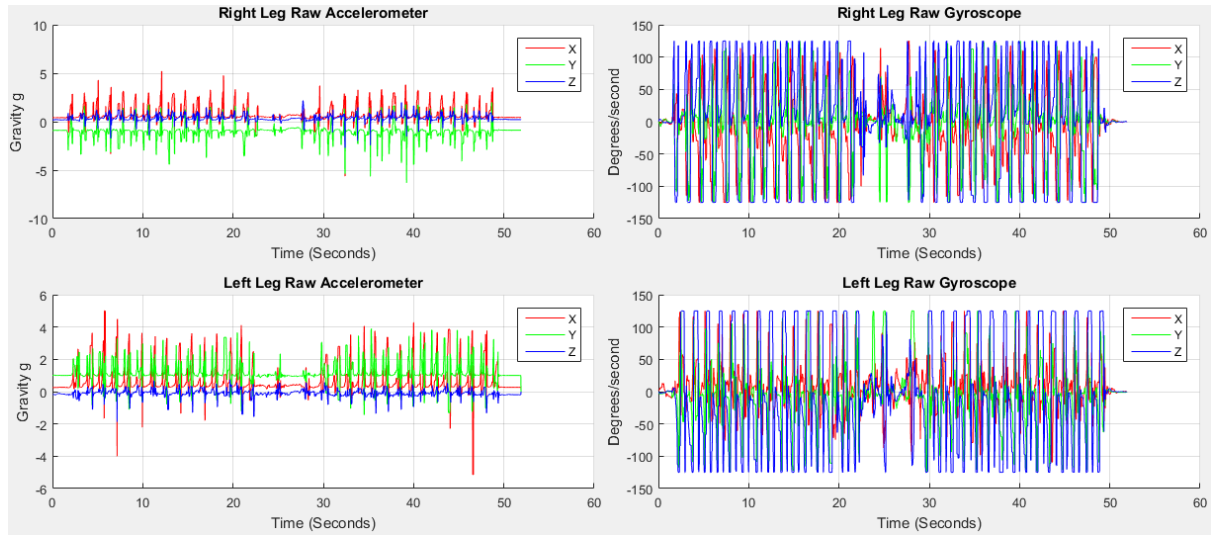 Right Leg Raw Accelerometer
10
5
0
-5
-10
Gravity g
0
10
20
30
40
50
60
Time (Seconds)
X
Y
Z
Right Leg Raw Gyroscope
150
100
50
0
-50
-100
-150
Degrees/second
0
10
20
30
40
50
60
Time (Seconds)
X
Y
Z
Left Leg Raw Accelerometer
6
4
2
0
-2
-4
-6
Gravity g
0
10
20
30
40
50
60
Time (Seconds)
X
Y
Z
Left Leg Raw Gyroscope
150
100
50
0
-50
-100
-150
Degrees/second
0
10
20
30
40
50
60
Time (Seconds)
X
Y
Z